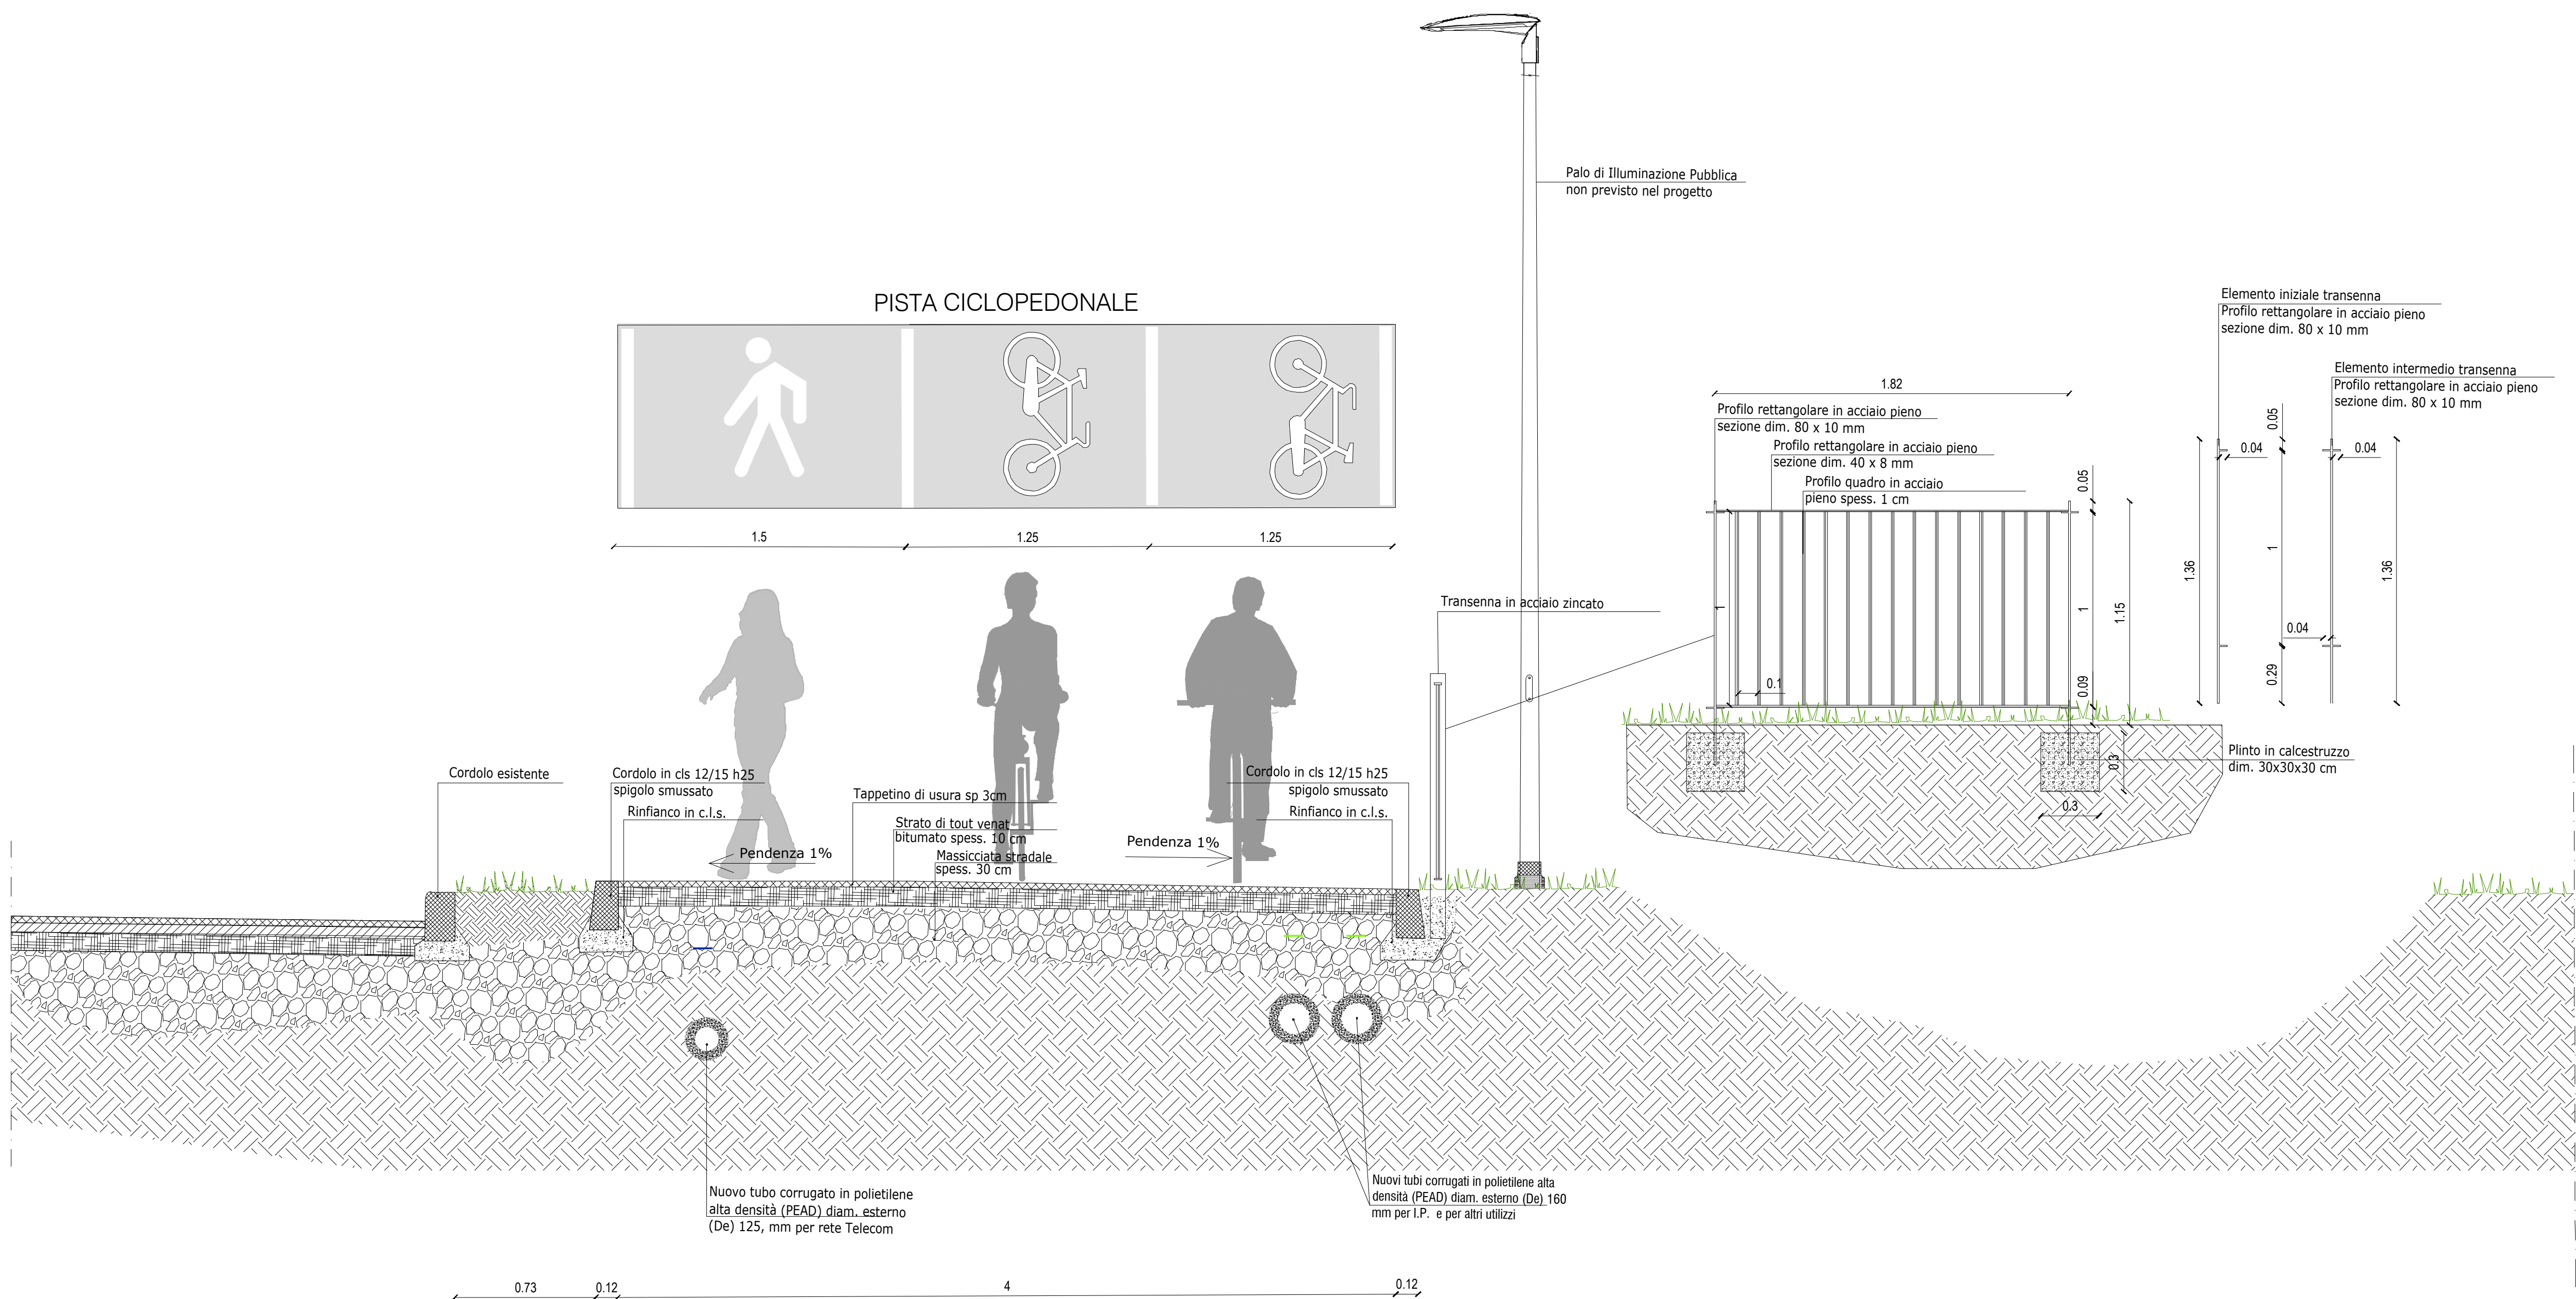 Palo di Illuminazione Pubblica
non previsto nel progetto
PISTA CICLOPEDONALE
1.5
1.25
1.25
Elemento iniziale transenna
Profilo rettangolare in acciaio pieno
sezione dim. 80 x 10 mm
Elemento intermedio transenna
Profilo rettangolare in acciaio pieno
sezione dim. 80 x 10 mm
1.82
Profilo rettangolare in acciaio pieno
sezione dim. 80 x 10 mm
Profilo rettangolare in acciaio pieno
sezione dim. 40 x 8 mm
Profilo quadro in acciaio
pieno spess. 1 cm
0.05
0.04
0.04
0.05
1
1
1.15
0.09
0.1
1.36
1
1.36
0.04
0.29
Transenna in acciaio zincato
Plinto in calcestruzzo
dim. 30x30x30 cm
0.3
0.3
Cordolo esistente
Cordolo in cls 12/15 h25
spigolo smussato
Rinfianco in c.l.s.
Tappetino di usura sp 3cm
Strato di tout venat
bitumato spess. 10 cm
Massicciata stradale
spess. 30 cm
Pendenza 1%
Pendenza 1%
Cordolo in cls 12/15 h25
spigolo smussato
Rinfianco in c.l.s.
Nuovo tubo corrugato in polietilene
alta densità (PEAD) diam. esterno
(De) 125, mm per rete Telecom
Nuovi tubi corrugati in polietilene alta
densità (PEAD) diam. esterno (De) 160
mm per I.P. e per altri utilizzi
0.73
0.12
4
0.12